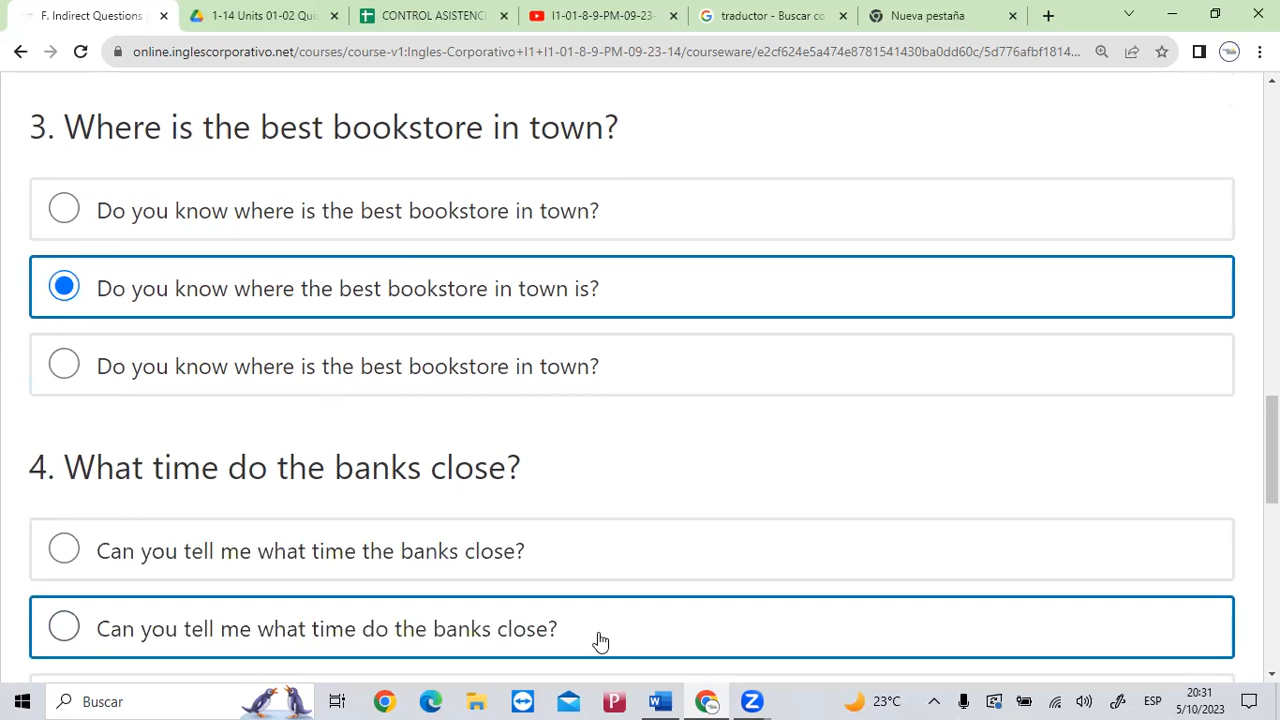 F. Indirect Questions
1-14 Units 01-02 Qui
CONTROL ASISTENC
I1-01-8-9-PM-09-23-
traductor - Buscar co
Nueva pestaña
online.inglescorporativo.net/courses/course-v1:Ingles-Corporativo+I1+I1-01-8-9-PM-09-23-14/courseware/e2cf624e5a474e8781541430ba0dd60c/5d776afbf1814...
3. Where is the best bookstore in town?
Do you know where is the best bookstore in town?
Do you know where the best bookstore in town is?
Do you know where is the best bookstore in town?
4. What time do the banks close?
Can you tell me what time the banks close?
Can you tell me what time do the banks close?
Buscar
23°C
ESP
20:31
5/10/2023